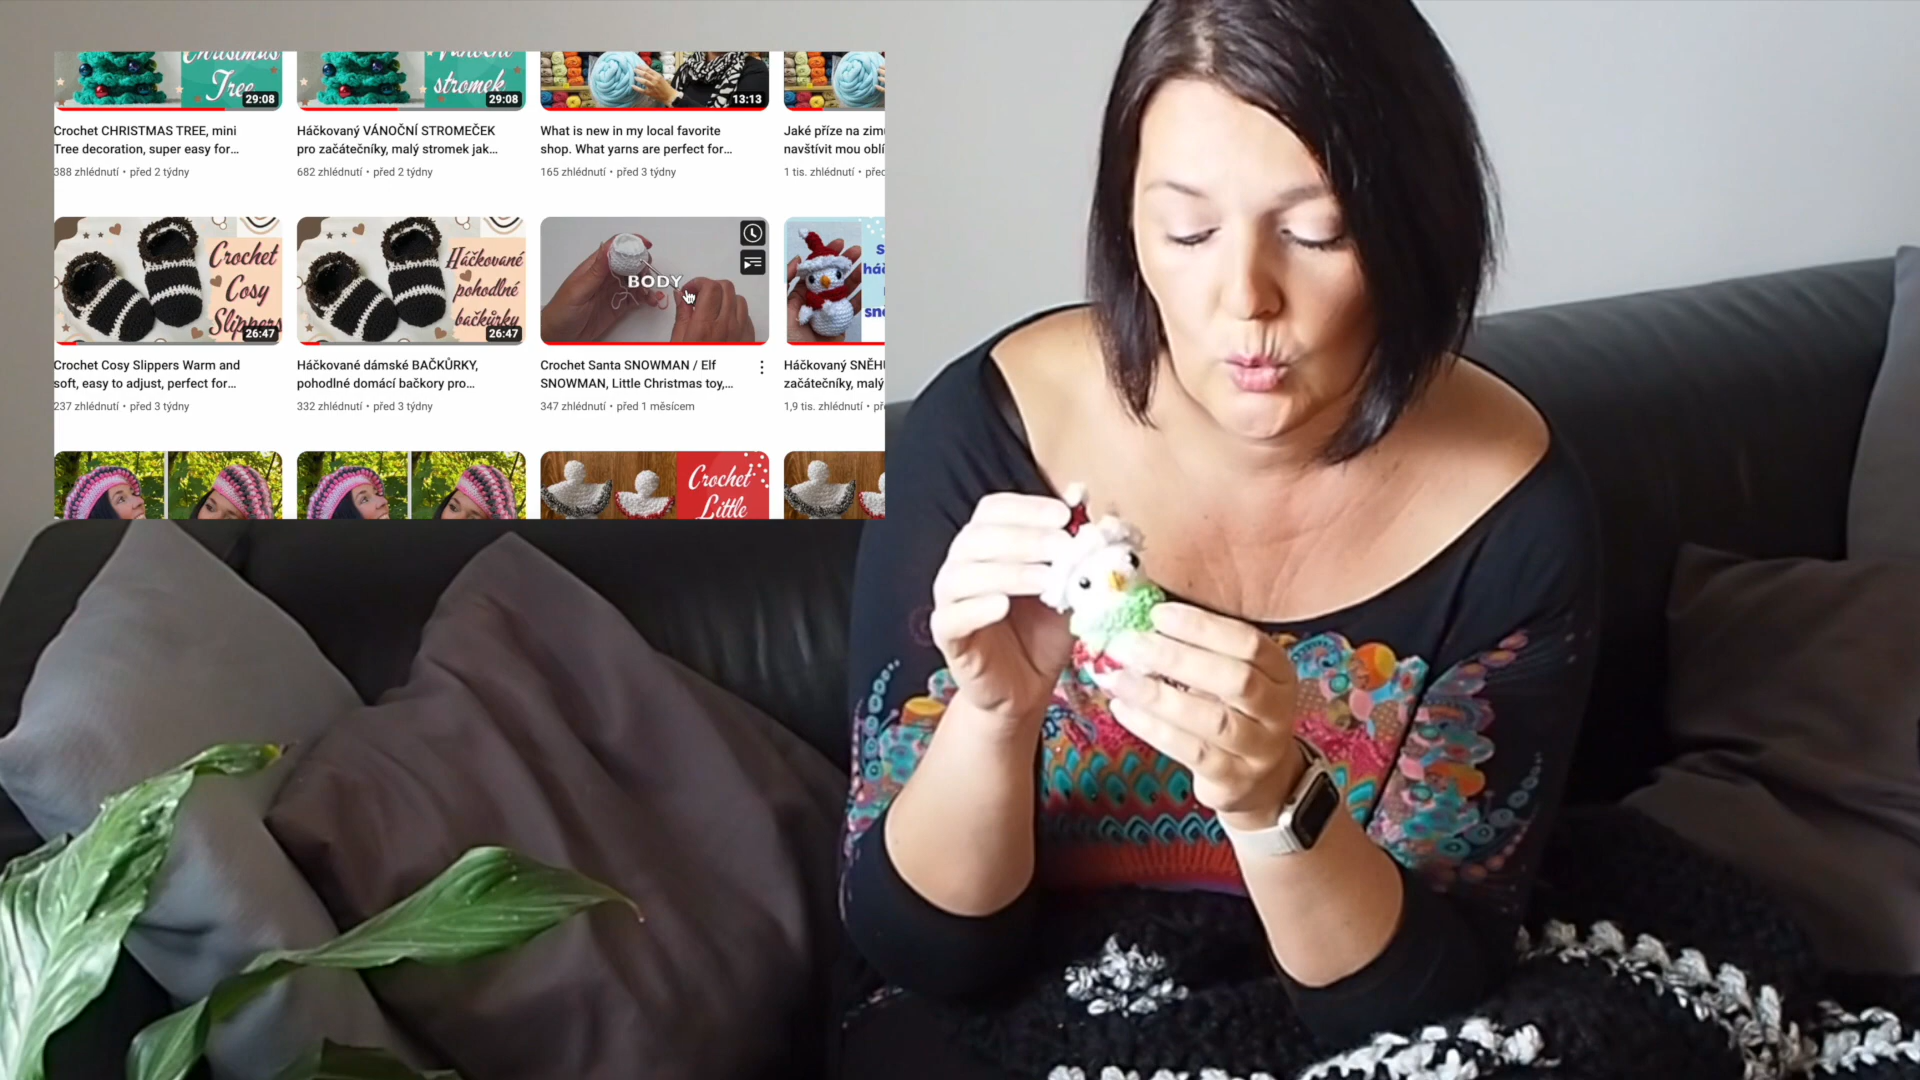 Christmas
Tree
29:08
Vánoční
stromek
29:08
13:13
Crochet CHRISTMAS TREE, mini
Tree decoration, super easy for...
388 zhlédnutí • před 2 týdny
Háčkovaný VÁNOČNÍ STROMEČEK
pro začátečníky, malý stromek jak...
682 zhlédnutí • před 2 týdny
What is new in my local favorite
shop. What yarns are perfect for...
165 zhlédnutí • před 3 týdny
Jaké příze na zim
navštívit mou oblí
1 tis. zhlédnutí • před
Crochet
Cosy
Slippers
26:47
Háčkované
pohodlné
bačkůrky
26:47
BODY
Crochet Cosy Slippers Warm and
soft, easy to adjust, perfect for...
237 zhlédnutí • před 3 týdny
Háčkované dámské BAČKŮRKY,
pohodlné domácí bačkory pro...
332 zhlédnutí • před 3 týdny
Crochet Santa SNOWMAN / Elf
SNOWMAN, Little Christmas toy,...
347 zhlédnutí • před 1 měsícem
Háčkovaný SNĚH
začátečníky, malý
1,9 tis. zhlédnutí • př
Crochet
Little